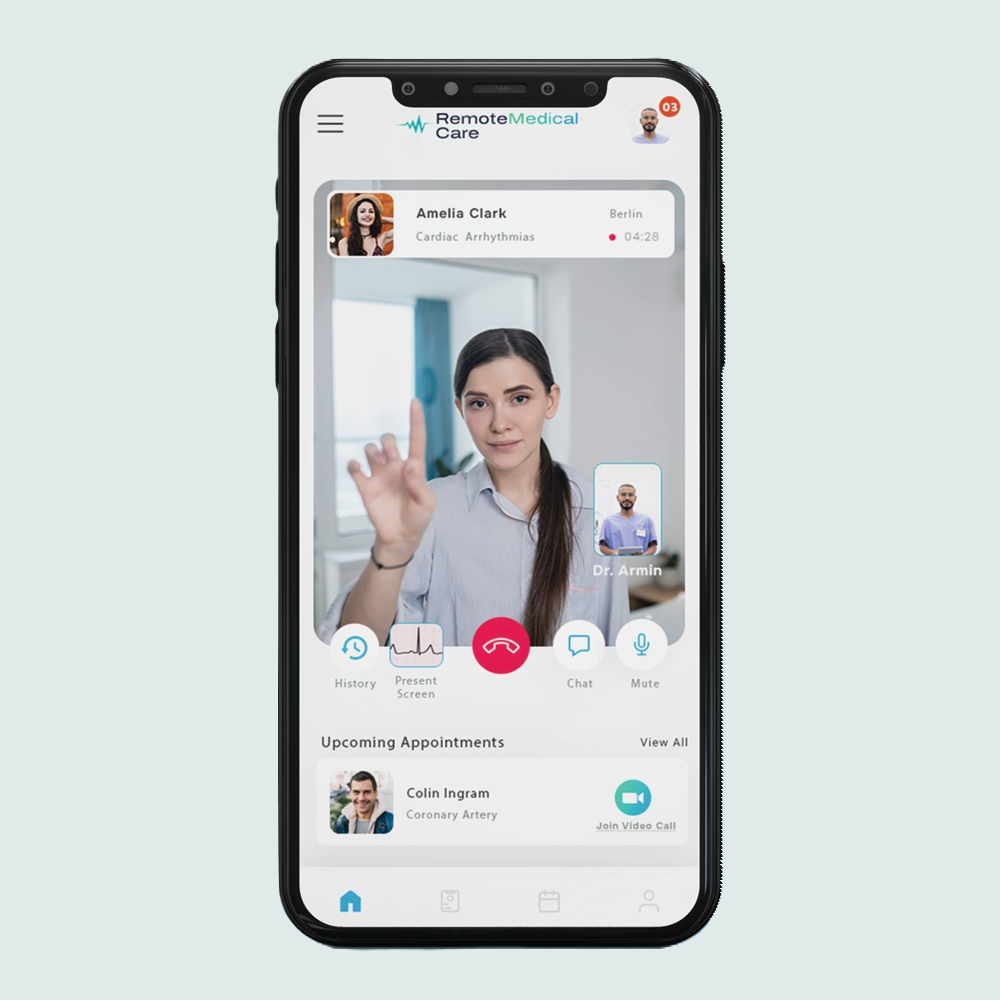 03
RemoteMedical
Care
Amelia Clark
Berlin
Cardiac Arrhythmias
04:28
Dr. Armin
History
Present
Screen
Chat
Mute
Upcoming Appointments
View All
Colin Ingram
Coronary Artery
Join Video Call